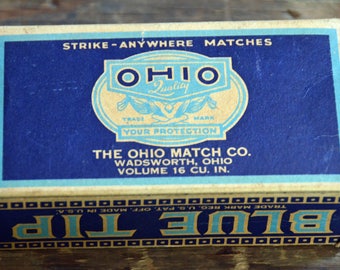 STRIKE-ANYWHERE MATCHES
OHIO
Quality
TRADE MARK
YOUR PROTECTION
THE OHIO MATCH CO.
WADSWORTH, OHIO
VOLUME 16 CU. IN.
BLUE TIP
TRADE MARK REG. U.S. PAT. OFF. MADE IN U.S.A.